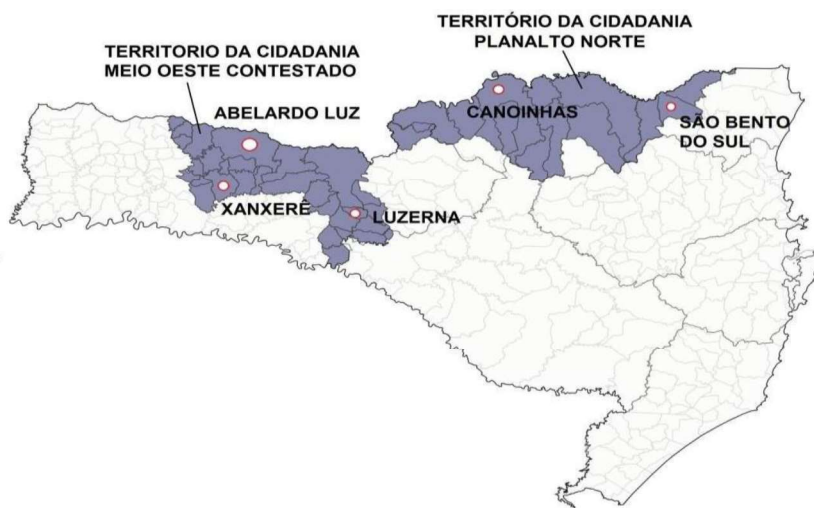 TERRITORIO DA CIDADANIA
MEIO OESTE CONTESTADO
TERRITÓRIO DA CIDADANIA
PLANALTO NORTE
ABELARDO LUZ
CANOINHAS
SÃO BENTO
DO SUL
XANXERÊ
LUZERNA